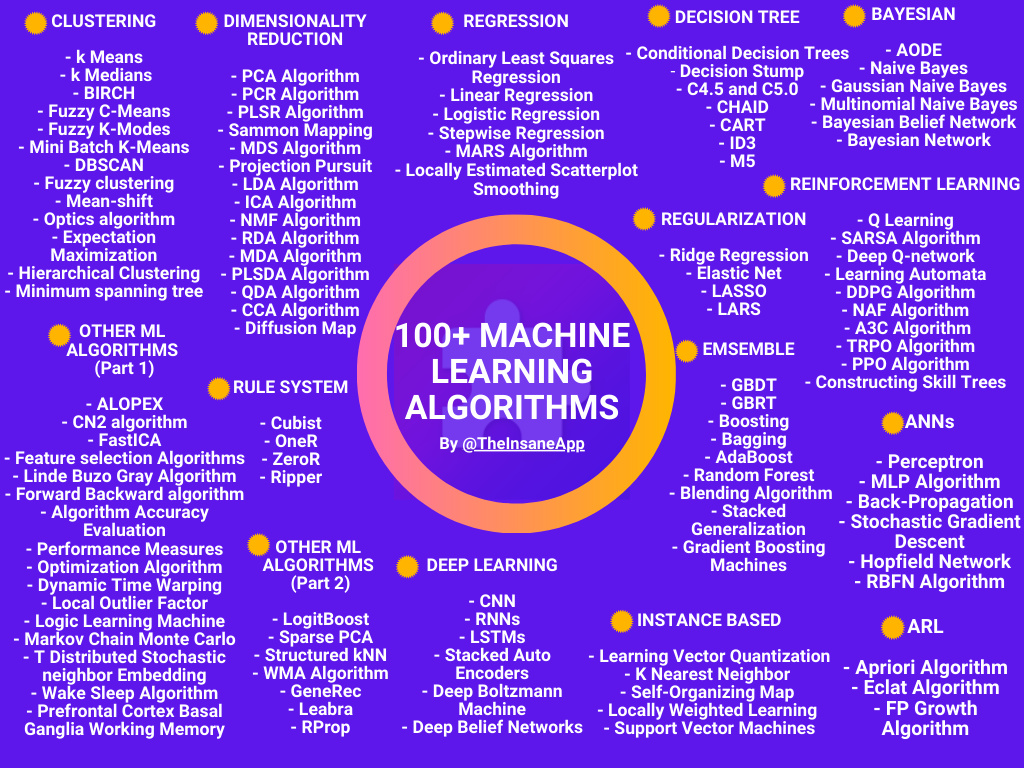 CLUSTERING
- k Means
- k Medians
- BIRCH
- Fuzzy C-Means
- Fuzzy K-Modes
- Mini Batch K-Means
- DBSCAN
- Fuzzy clustering
- Mean-shift
- Optics algorithm
- Expectation
Maximization
- Hierarchical Clustering
- Minimum spanning tree
DIMENSIONALITY
REDUCTION
- PCA Algorithm
- PCR Algorithm
- PLSR Algorithm
- Sammon Mapping
- MDS Algorithm
- Projection Pursuit
- LDA Algorithm
- ICA Algorithm
- NMF Algorithm
- RDA Algorithm
- MDA Algorithm
- PLSDA Algorithm
- QDA Algorithm
- CCA Algorithm
- Diffusion Map
REGRESSION
- Ordinary Least Squares
Regression
- Linear Regression
- Logistic Regression
- Stepwise Regression
- MARS Algorithm
- Locally Estimated Scatterplot
Smoothing
DECISION TREE
- Conditional Decision Trees
- Decision Stump
- C4.5 and C5.0
- CHAID
- CART
- ID3
- M5
BAYESIAN
- AODE
- Naive Bayes
- Gaussian Naive Bayes
- Multinomial Naive Bayes
- Bayesian Belief Network
- Bayesian Network
REINFORCEMENT LEARNING
- Q Learning
- SARSA Algorithm
- Deep Q-network
- Learning Automata
- DDPG Algorithm
- NAF Algorithm
- A3C Algorithm
- TRPO Algorithm
- PPO Algorithm
- Constructing Skill Trees
REGULARIZATION
- Ridge Regression
- Elastic Net
- LASSO
- LARS
100+ MACHINE
LEARNING
ALGORITHMS
By @TheInsaneApp
OTHER ML
ALGORITHMS
(Part 1)
- ALOPEX
- CN2 algorithm
- FastICA
- Feature selection Algorithms
- Linde Buzo Gray Algorithm
- Forward Backward algorithm
- Algorithm Accuracy
Evaluation
- Performance Measures
- Optimization Algorithm
- Dynamic Time Warping
- Local Outlier Factor
- Logic Learning Machine
- Markov Chain Monte Carlo
- T Distributed Stochastic
neighbor Embedding
- Wake Sleep Algorithm
- Prefrontal Cortex Basal
Ganglia Working Memory
RULE SYSTEM
- Cubist
- OneR
- ZeroR
- Ripper
OTHER ML
ALGORITHMS
(Part 2)
- LogitBoost
- Sparse PCA
- Structured kNN
- WMA Algorithm
- GeneRec
- Leabra
- RProp
DEEP LEARNING
- CNN
- RNNs
- LSTMs
- Stacked Auto
Encoders
- Deep Boltzmann
Machine
- Deep Belief Networks
EMSEMBLE
- GBDT
- GBRT
- Boosting
- Bagging
- AdaBoost
- Random Forest
- Blending Algorithm
- Stacked
Generalization
- Gradient Boosting
Machines
INSTANCE BASED
- Learning Vector Quantization
- K Nearest Neighbor
- Self-Organizing Map
- Locally Weighted Learning
- Support Vector Machines
ANNs
- Perceptron
- MLP Algorithm
- Back-Propagation
- Stochastic Gradient
Descent
- Hopfield Network
- RBFN Algorithm
ARL
- Apriori Algorithm
- Eclat Algorithm
- FP Growth
Algorithm